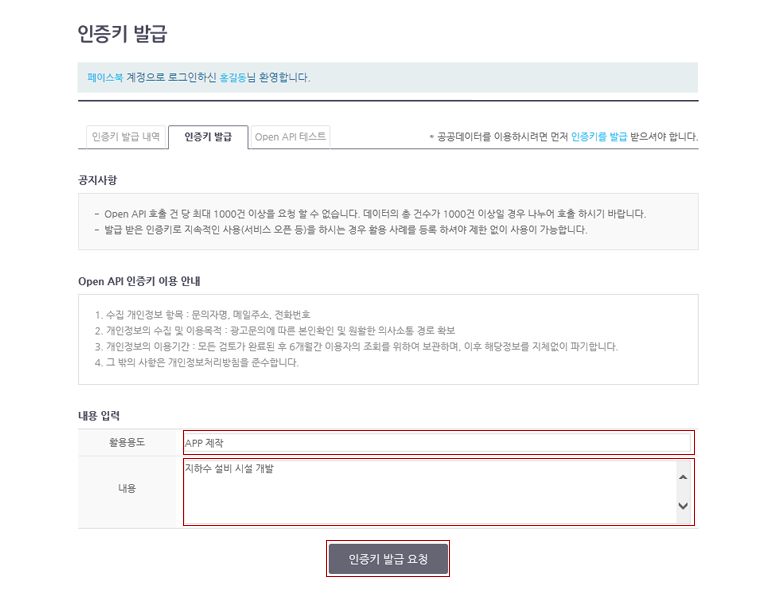 인증키 발급
페이스북 계정으로 로그인하신 홍길동님 환영합니다.
인증키 발급 내역 인증키 발급 Open API 테스트 * 공공데이터를 이용하시려면 먼저 인증키를 발급 받으셔야 합니다.
공지사항
- Open API 호출 건 당 최대 1000건 이상을 요청 할 수 없습니다. 데이터의 총 건수가 1000건 이상일 경우 나누어 호출 하시기 바랍니다.
- 발급 받은 인증키로 지속적인 사용(서비스 오픈 등)을 하시는 경우 활용 사례를 등록 하셔야 제한 없이 사용이 가능합니다.
Open API 인증키 이용 안내
1. 수집 개인정보 항목 : 문의자명, 메일주소, 전화번호
2. 개인정보의 수집 및 이용목적 : 광고문의에 따른 본인확인 및 원활한 의사소통 경로 확보
3. 개인정보의 이용기간 : 모든 검토가 완료된 후 6개월간 이용자의 조회를 위하여 보관하며, 이후 해당정보를 지체없이 파기합니다.
4. 그 밖의 사항은 개인정보처리방침을 준수합니다.
내용 입력
활용용도 APP 제작
내용 지하수 설비 시설 개발
인증키 발급 요청